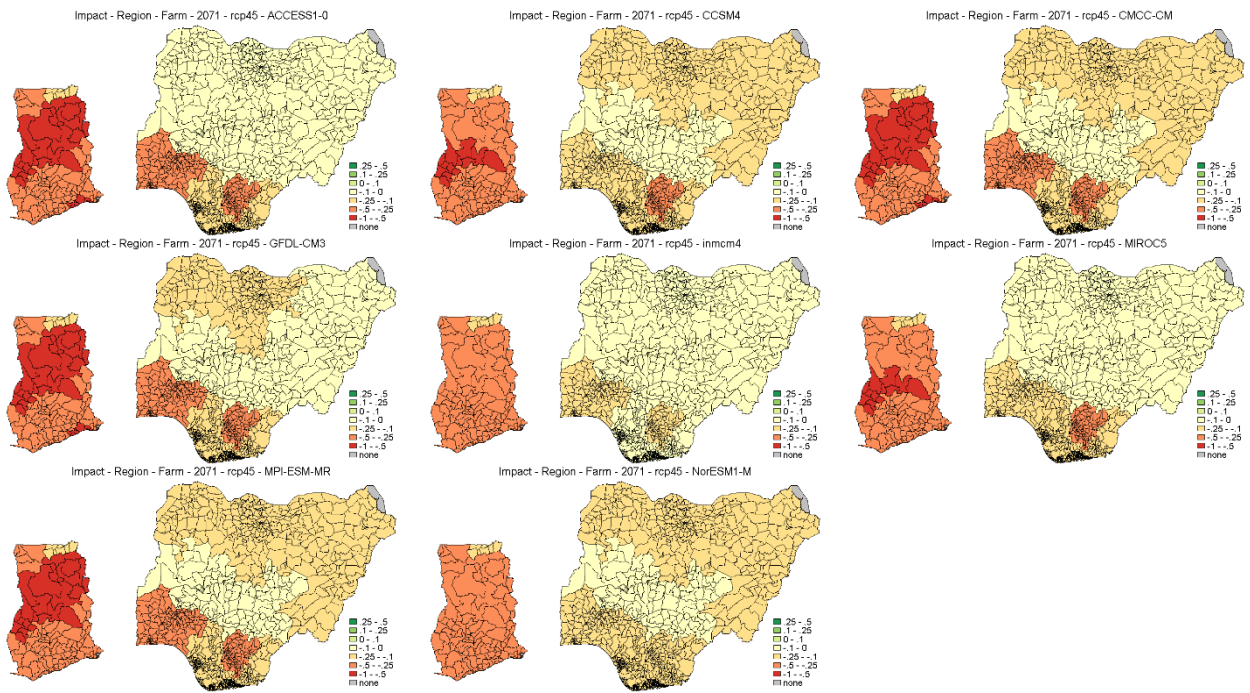 Impact - Region - Farm - 2071 - rcp45 - ACCESS1-0
.25 - .5
.1 - .25
0 - .1
-.1 - 0
-.25 - -.1
-.5 - -.25
-1 - -.5
none
Impact - Region - Farm - 2071 - rcp45 - CCSM4
.25 - .5
.1 - .25
0 - .1
-.1 - 0
-.25 - -.1
-.5 - -.25
-1 - -.5
none
Impact - Region - Farm - 2071 - rcp45 - CMCC-CM
.25 - .5
.1 - .25
0 - .1
-.1 - 0
-.25 - -.1
-.5 - -.25
-1 - -.5
none
Impact - Region - Farm - 2071 - rcp45 - GFDL-CM3
.25 - .5
.1 - .25
0 - .1
-.1 - 0
-.25 - -.1
-.5 - -.25
-1 - -.5
none
Impact - Region - Farm - 2071 - rcp45 - inmcm4
.25 - .5
.1 - .25
0 - .1
-.1 - 0
-.25 - -.1
-.5 - -.25
-1 - -.5
none
Impact - Region - Farm - 2071 - rcp45 - MIROC5
.25 - .5
.1 - .25
0 - .1
-.1 - 0
-.25 - -.1
-.5 - -.25
-1 - -.5
none
Impact - Region - Farm - 2071 - rcp45 - MPI-ESM-MR
.25 - .5
.1 - .25
0 - .1
-.1 - 0
-.25 - -.1
-.5 - -.25
-1 - -.5
none
Impact - Region - Farm - 2071 - rcp45 - NorESM1-M
.25 - .5
.1 - .25
0 - .1
-.1 - 0
-.25 - -.1
-.5 - -.25
-1 - -.5
none